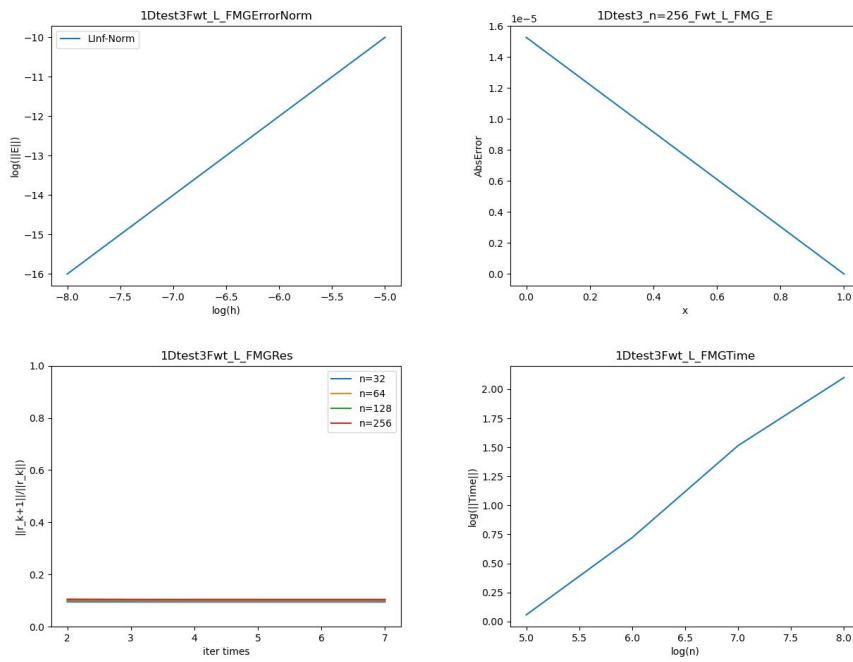 1Dtest3Fwt_L_FMGErrorNorm
LInf-Norm
−10
−11
−12
−13
−14
−15
−16
log(||E||)
−8.0 −7.5 −7.0 −6.5 −6.0 −5.5 −5.0
log(h)
1Dtest3_n=256_Fwt_L_FMG_E
1e−5
1.6
1.4
1.2
1.0
0.8
0.6
0.4
0.2
0.0
AbsError
0.0 0.2 0.4 0.6 0.8 1.0
x
1Dtest3Fwt_L_FMGRes
n=32
n=64
n=128
n=256
1.0
0.8
0.6
0.4
0.2
0.0
||r_k+1||/||r_k||)
2 3 4 5 6 7
iter times
1Dtest3Fwt_L_FMGTime
2.00
1.75
1.50
1.25
1.00
0.75
0.50
0.25
0.00
log(||Time||)
5.0 5.5 6.0 6.5 7.0 7.5 8.0
log(n)